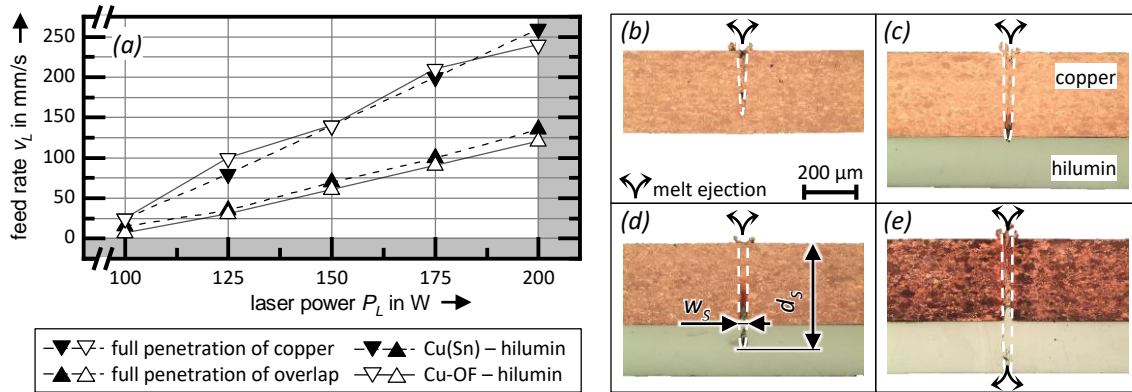 (a)
250
200
150
100
50
0
feed rate v_L in mm/s
100 125 150 175 200
laser power P_L in W
full penetration of copper
Cu(Sn) – hilumin
full penetration of overlap
Cu-OF – hilumin
(b)
melt ejection
200 µm
(c)
copper
hilumin
(d)
w_s
d_s
(e)